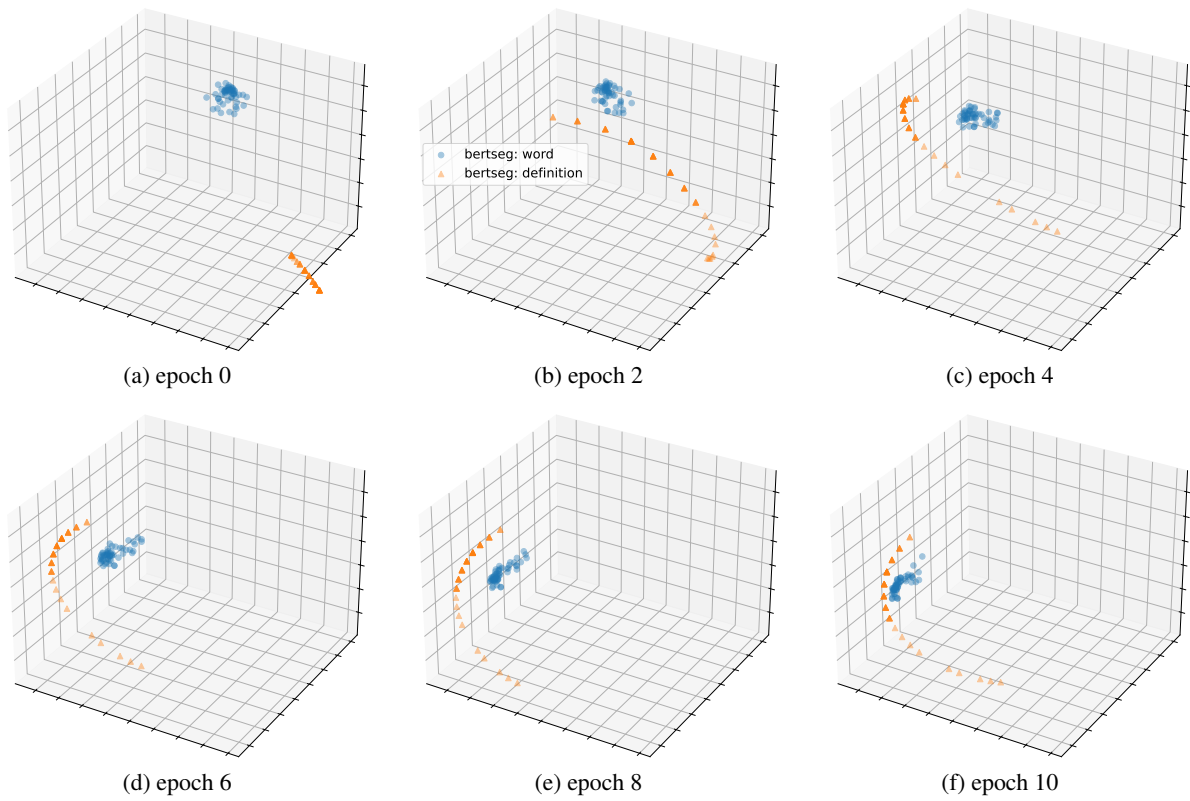 bertseg: word
bertseg: definition
(a) epoch 0
(b) epoch 2
(c) epoch 4
(d) epoch 6
(e) epoch 8
(f) epoch 10